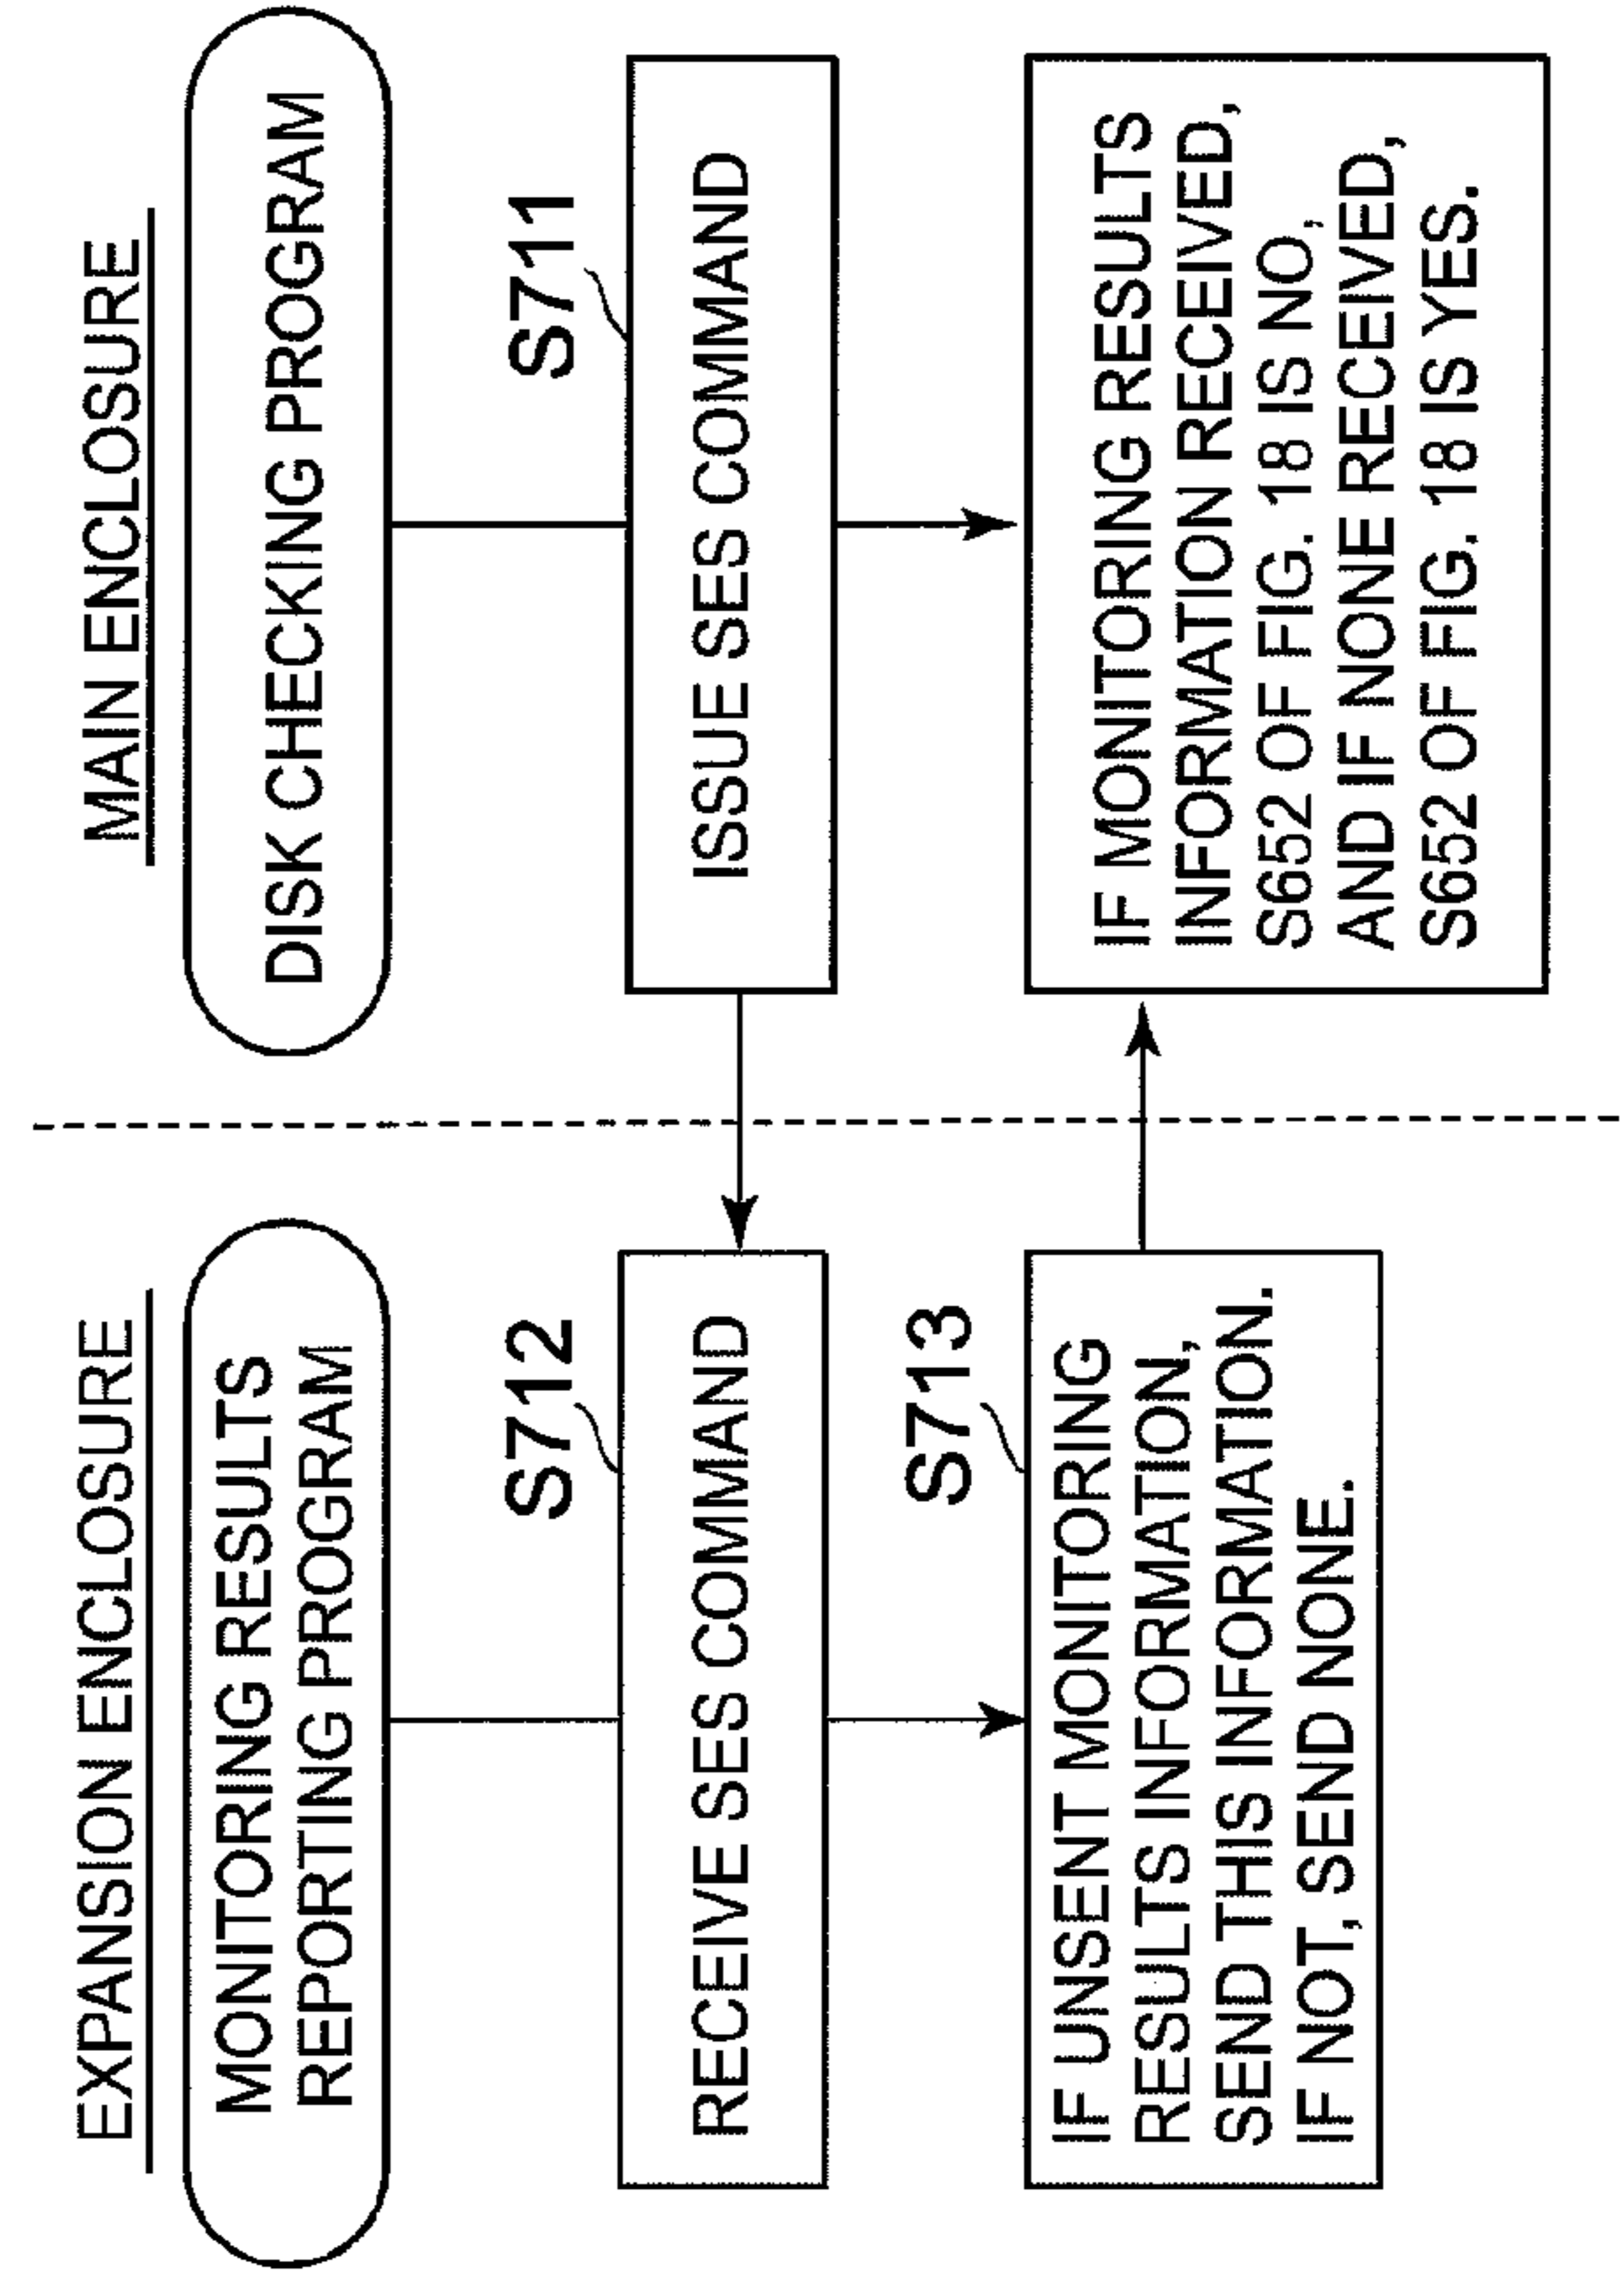 EXPANSION ENCLOSURE
MONITORING RESULTS
REPORTING PROGRAM
S712
RECEIVE SES COMMAND
S713
IF UNSENT MONITORING
RESULTS INFORMATION,
SEND THIS INFORMATION.
IF NOT, SEND NONE.
MAIN ENCLOSURE
DISK CHECKING PROGRAM
S711
ISSUE SES COMMAND
IF MONITORING RESULTS
INFORMATION RECEIVED,
S652 OF FIG. 18 IS NO,
AND IF NONE RECEIVED,
S652 OF FIG. 18 IS YES.